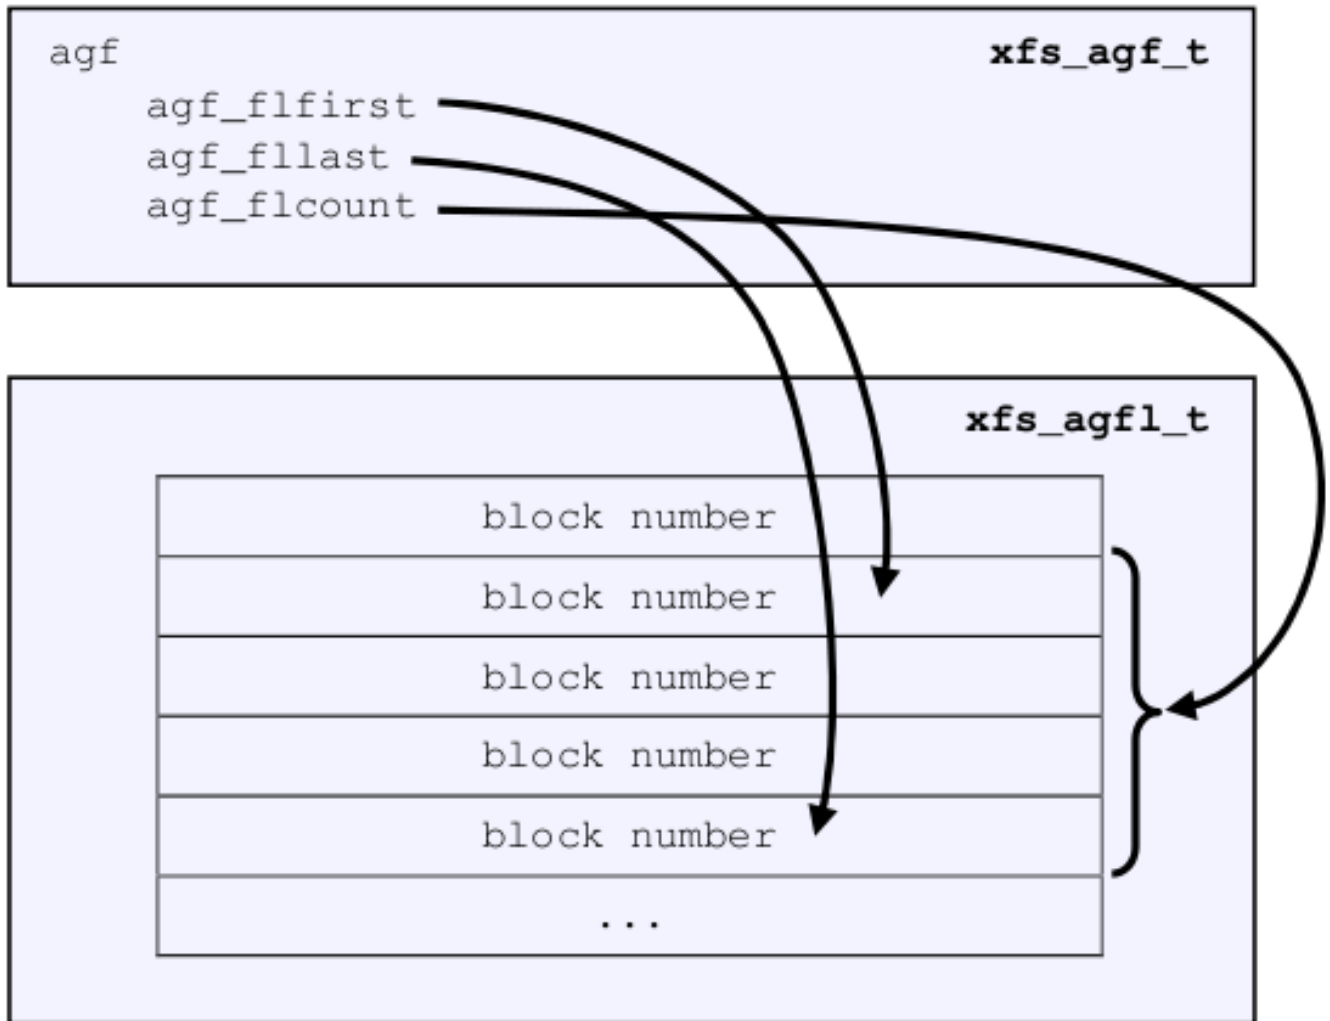 agf xfs_agf_t
agf_flfirst
agf_fllast
agf_flcount
xfs_agfl_t
block number
block number
block number
block number
block number
...